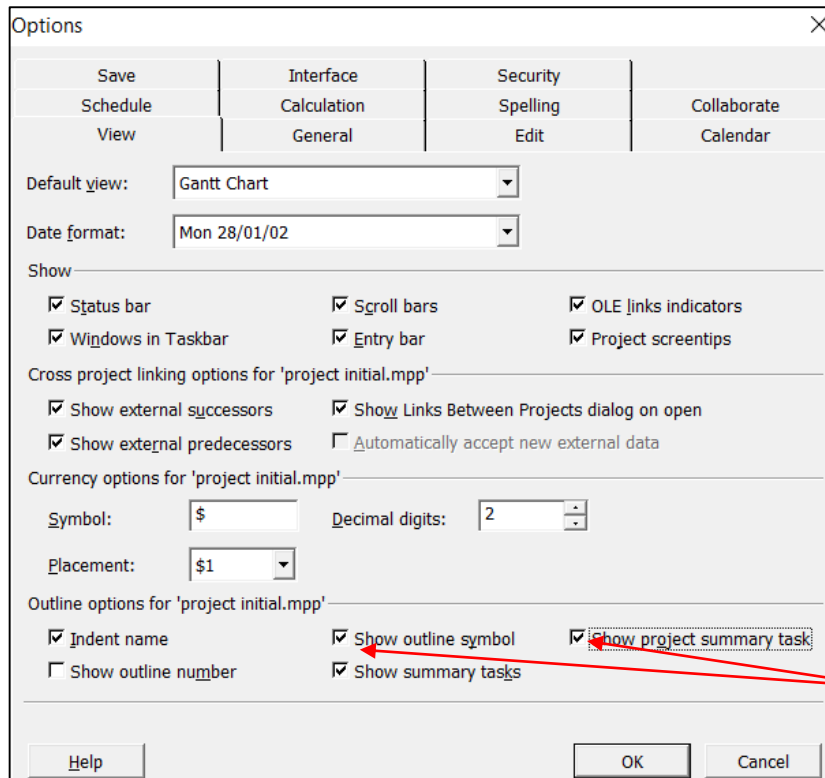 Options
Save Interface Security
Schedule Calculation Spelling Collaborate
View General Edit Calendar
Default view: Gantt Chart
Date format: Mon 28/01/02
Show
Status bar Scroll bars OLE links indicators
Windows in Taskbar Entry bar Project screentips
Cross project linking options for 'project initial.mpp'
Show external successors Show Links Between Projects dialog on open
Show external predecessors Automatically accept new external data
Currency options for 'project initial.mpp'
Symbol: $ Decimal digits: 2
Placement: $1
Outline options for 'project initial.mpp'
Indent name Show outline symbol Show project summary task
Show outline number Show summary tasks
Help OK Cancel